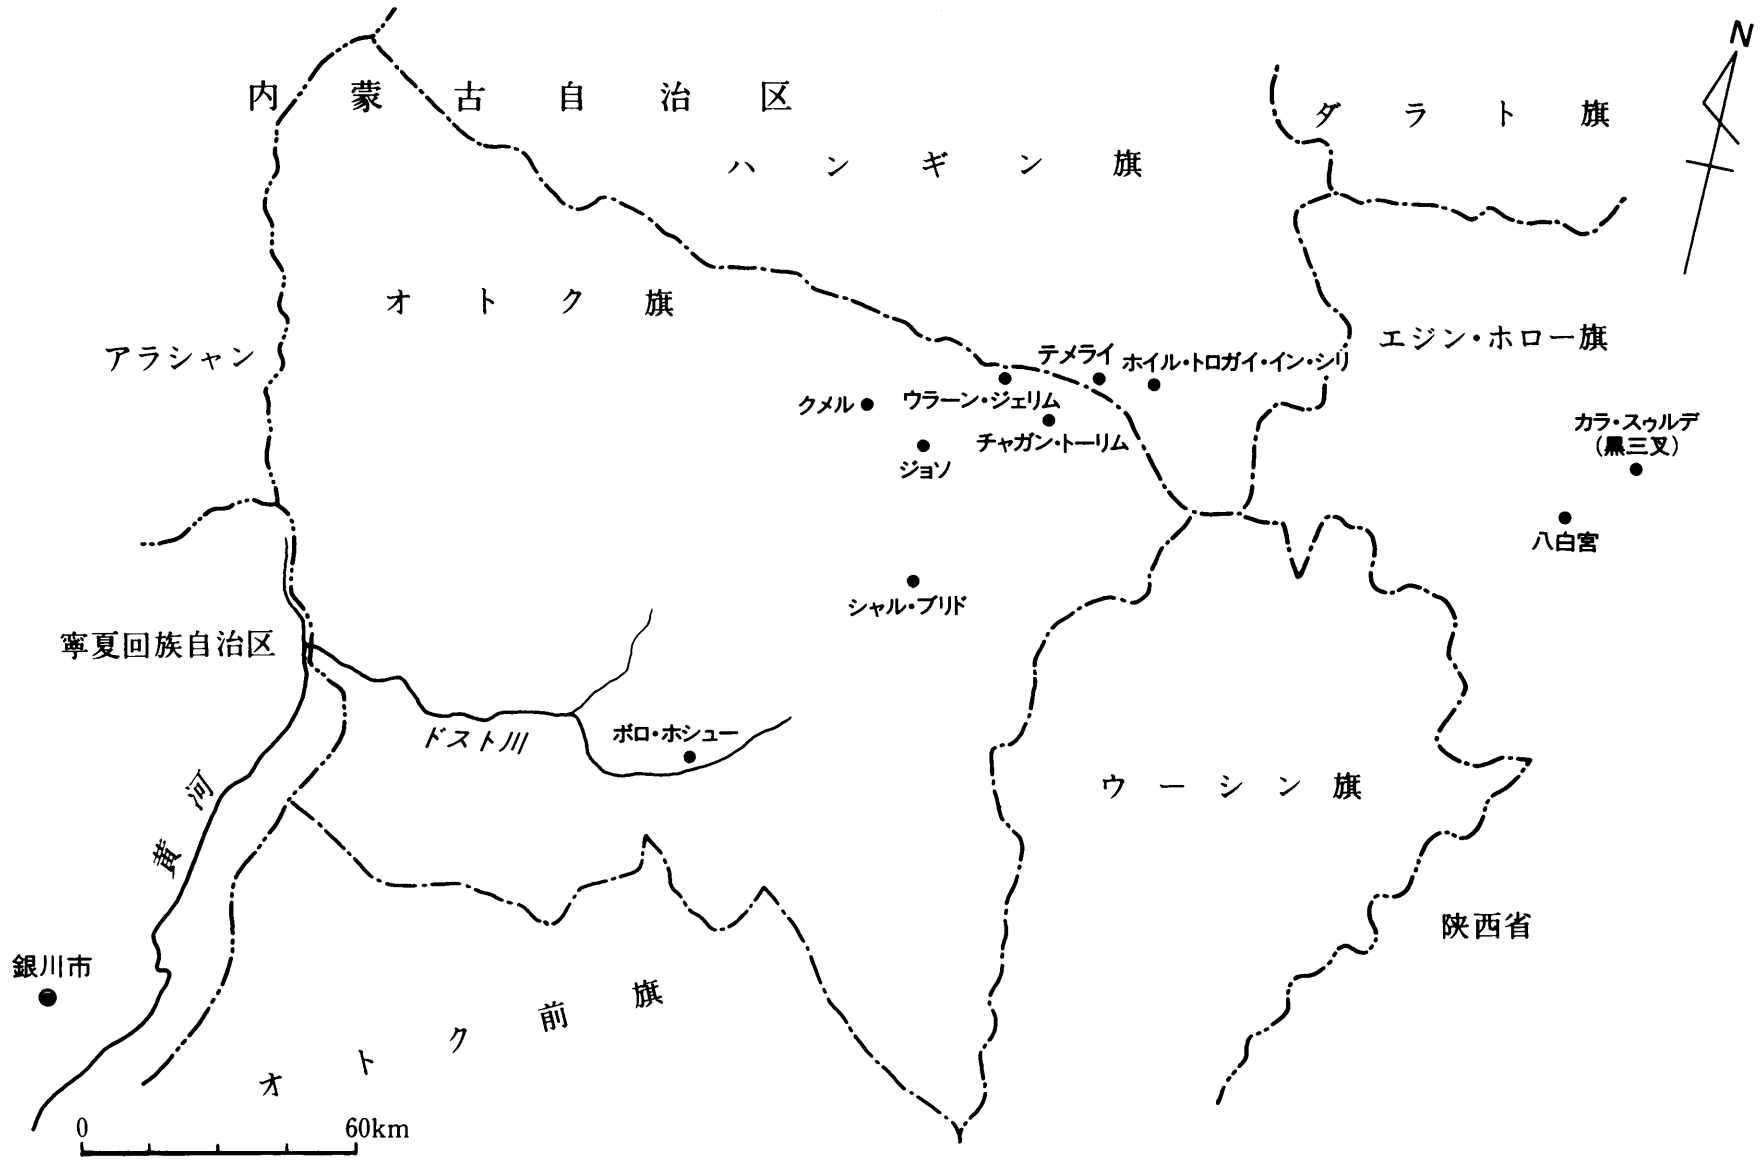 N
内蒙古自治区
ダラト旗
ハンギン旗
オトク旗
エジン・ホロー旗
アラシャン
テメライ
ホイル・トロガイ・イン・シリ
クメル
ウラーン・ジェリム
チャガン・トーリム
カラ・スゥルデ
(黒三叉)
ジョソ
八白宮
シャル・ブリド
寧夏回族自治区
ドスト川
ボロ・ホシュー
ウーシン旗
黄河
陕西省
銀川市
オトク前旗
0 60km